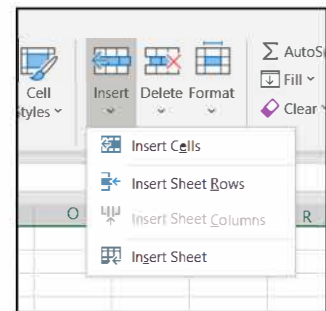 AutoS
Fill
Clear
Cell
Styles
Insert
Delete
Format
Insert Cells
Insert Sheet Rows
Insert Sheet Columns
Insert Sheet
O
R